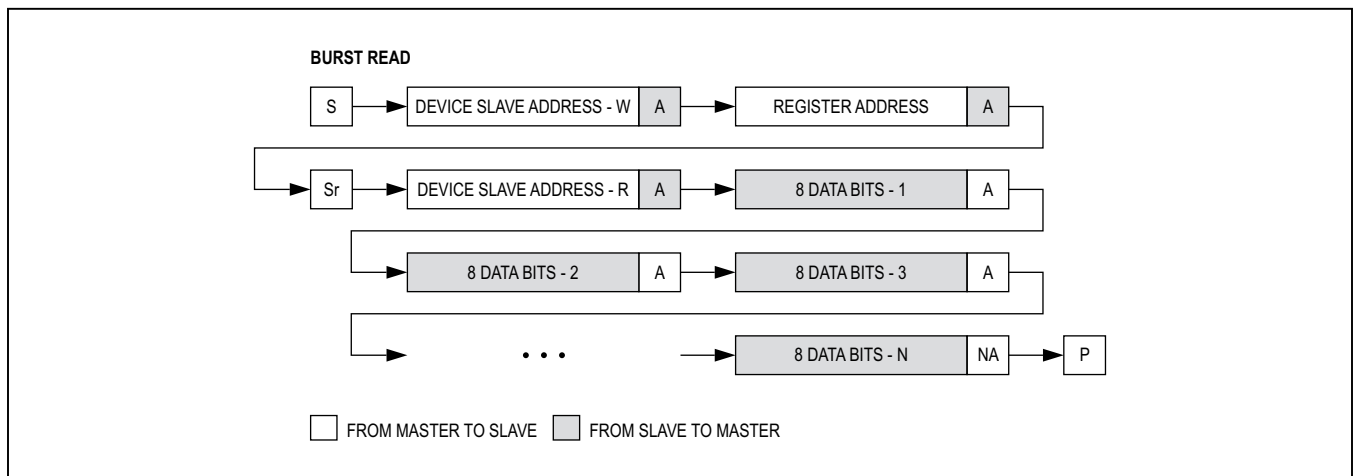 BURST READ
S DEVICE SLAVE ADDRESS - W A REGISTER ADDRESS A
Sr DEVICE SLAVE ADDRESS - R A 8 DATA BITS - 1 A
8 DATA BITS - 2 A 8 DATA BITS - 3 A
• • • 8 DATA BITS - N NA P
FROM MASTER TO SLAVE FROM SLAVE TO MASTER